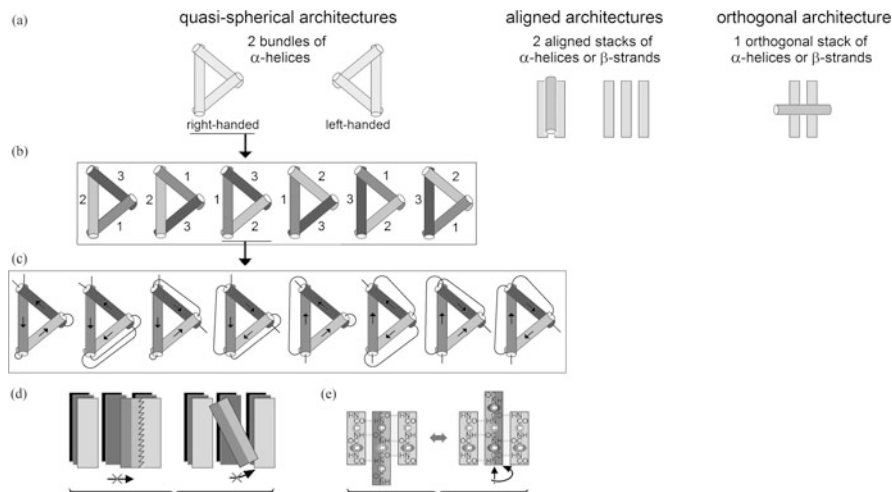 (a)
quasi-spherical architectures
aligned architectures
orthogonal architecture
2 bundles of
α-helices
2 aligned stacks of
α-helices or β-strands
1 orthogonal stack of
α-helices or β-strands
right-handed
left-handed
(b)
2 3 1
2 1 3
1 3 2
1 2 3
3 1 2
3 2 1
(c)
(d)
(e)